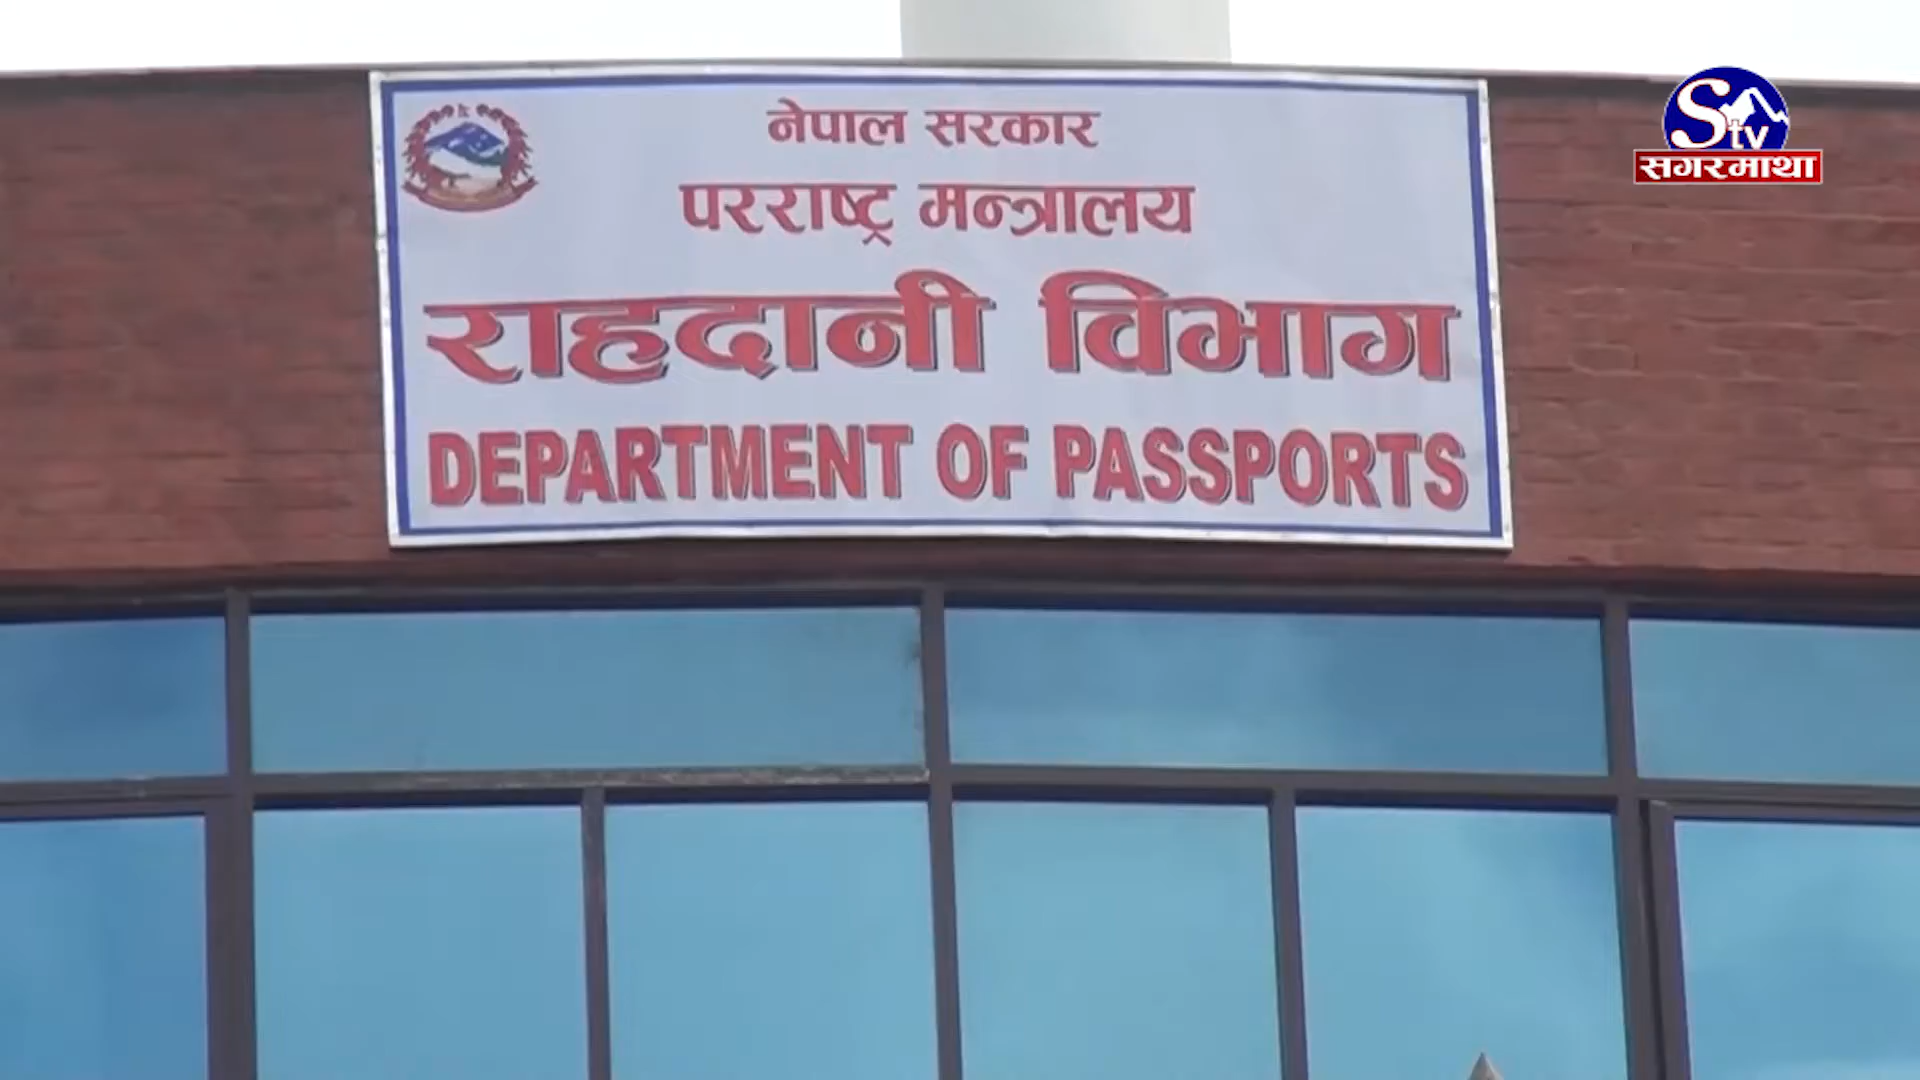 नेपाल सरकार
परराष्ट्र मन्त्रालय
राहदानी विभाग
DEPARTMENT OF PASSPORTS
Stv
सगरमाथा